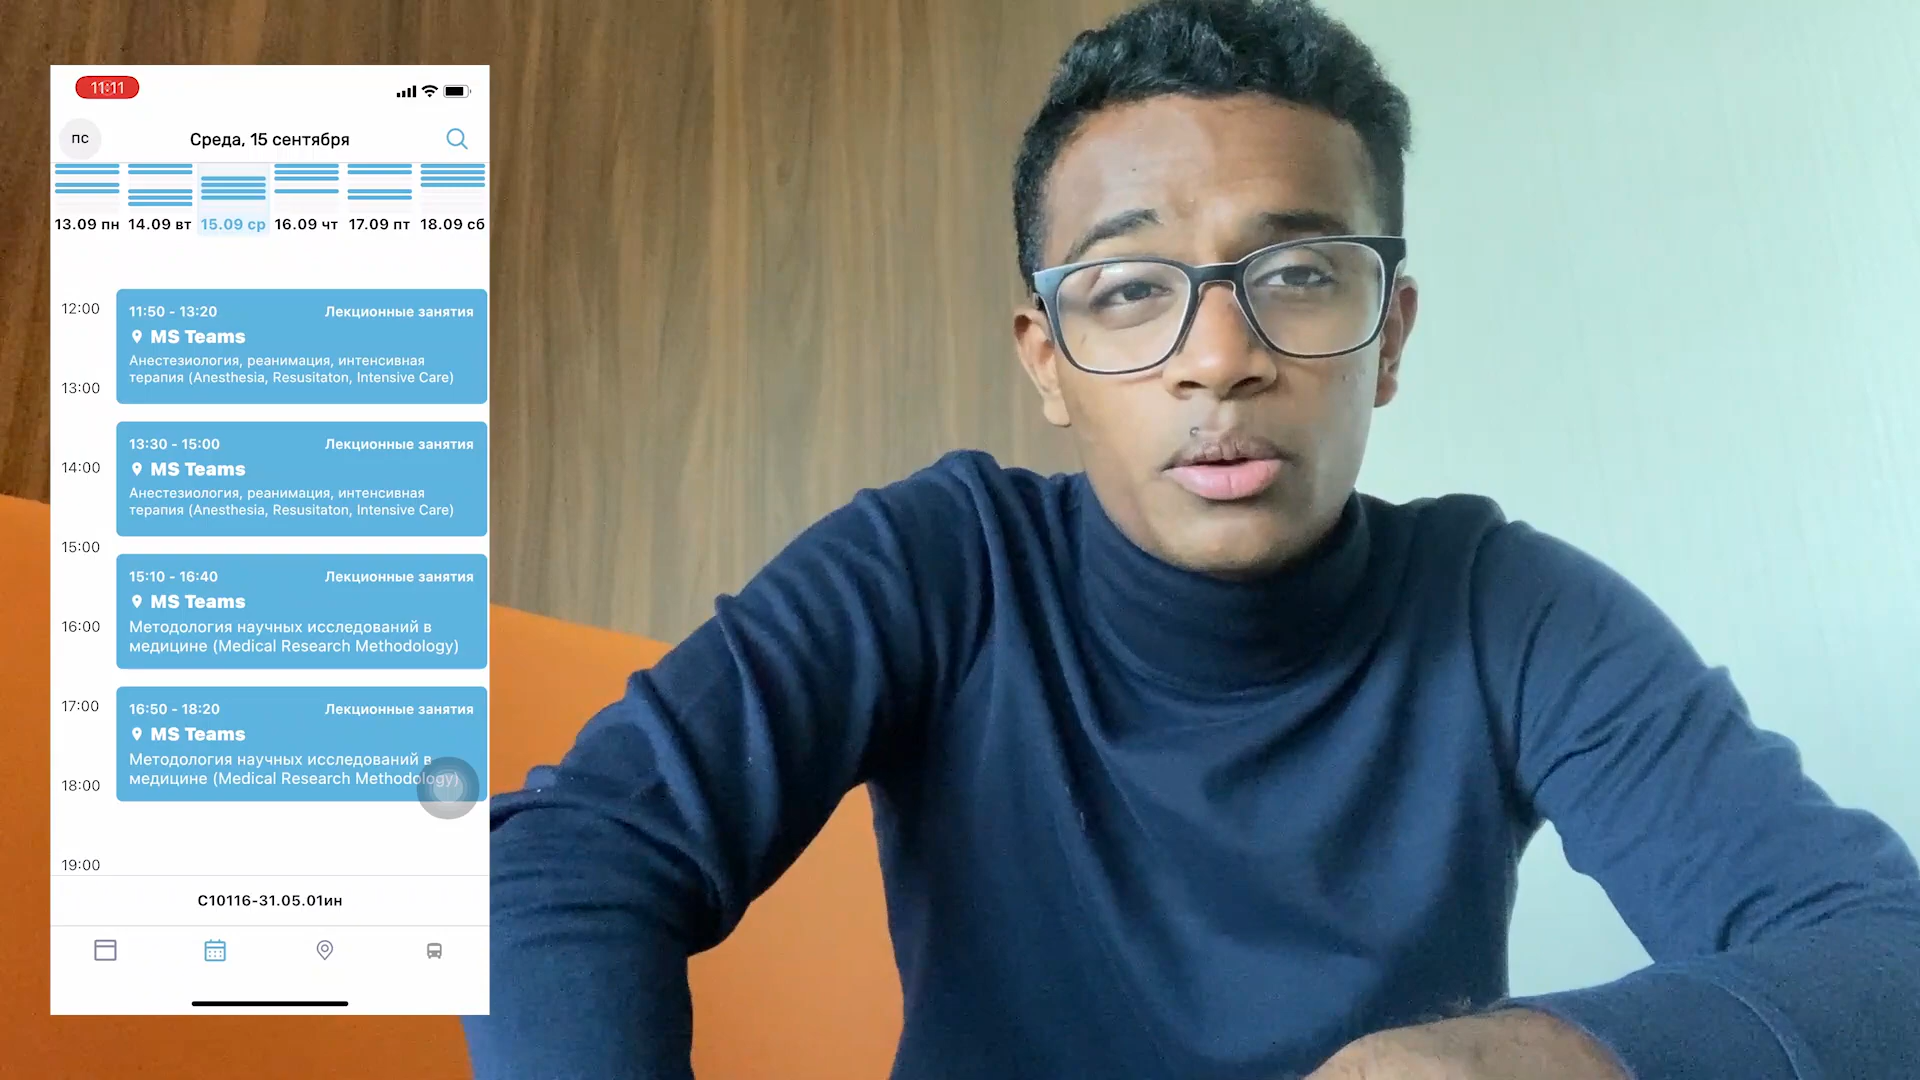 11:11
ПС
Среда, 15 сентября
13.09 пн
14.09 вт
15.09 ср
16.09 чт
17.09 пт
18.09 сб
12:00
11:50 - 13:20
Лекционные занятия
MS Teams
Анестезиология, реанимация, интенсивная
терапия (Anesthesia, Resusitaton, Intensive Care)
13:00
13:30 - 15:00
Лекционные занятия
14:00
MS Teams
Анестезиология, реанимация, интенсивная
терапия (Anesthesia, Resusitaton, Intensive Care)
15:00
15:10 - 16:40
Лекционные занятия
MS Teams
16:00
Методология научных исследований в
медицине (Medical Research Methodology)
17:00
16:50 - 18:20
Лекционные занятия
MS Teams
Методология научных исследований в
медицине (Medical Research Methodology)
18:00
19:00
С10116-31.05.01ин